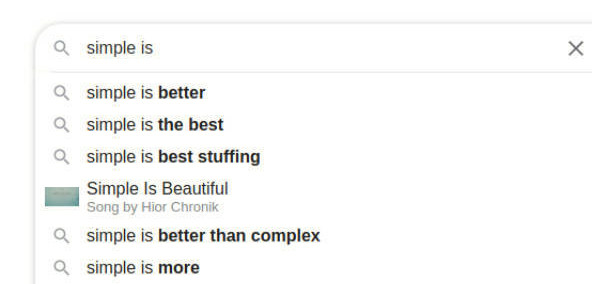 simple is
simple is better
simple is the best
simple is best stuffing
Simple Is Beautiful
Song by Hior Chronik
simple is better than complex
simple is more